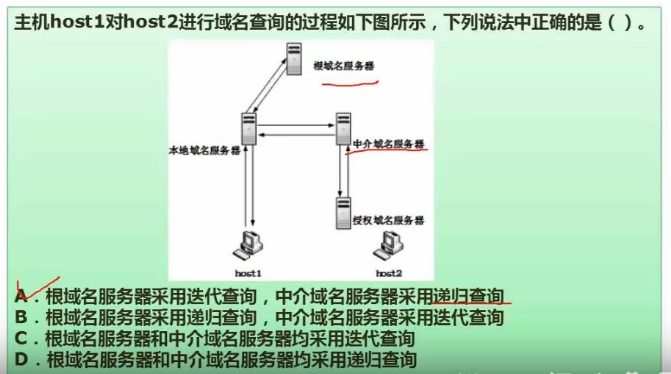 主机host1对host2进行域名查询的过程如下图所示，下列说法中正确的是（ ）。
根域名服务器
本地域名服务器
中介域名服务器
授权域名服务器
host1
host2
A．根域名服务器采用迭代查询，中介域名服务器采用递归查询
B．根域名服务器采用递归查询，中介域名服务器采用迭代查询
C．根域名服务器和中介域名服务器均采用迭代查询
D．根域名服务器和中介域名服务器均采用递归查询